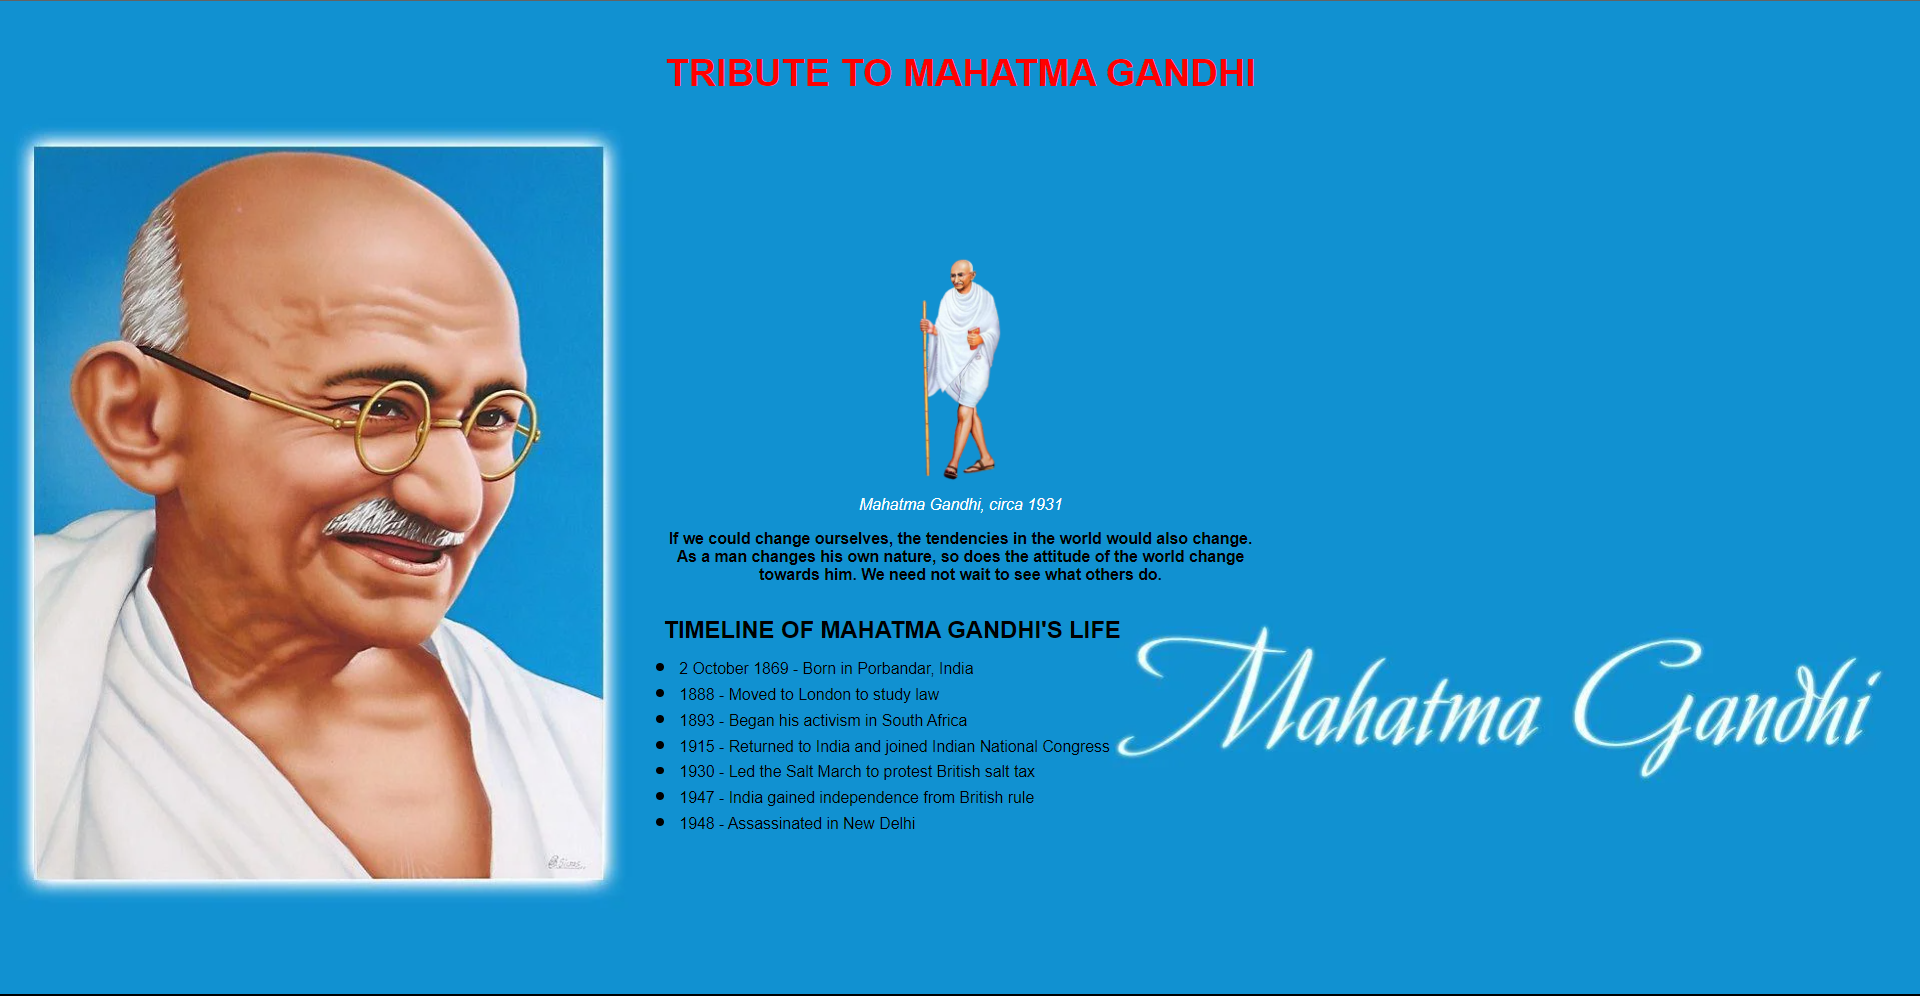 TRIBUTE TO MAHATMA GANDHI
Mahatma Gandhi, circa 1931
If we could change ourselves, the tendencies in the world would also change.
As a man changes his own nature, so does the attitude of the world change
towards him. We need not wait to see what others do.
TIMELINE OF MAHATMA GANDHI'S LIFE
2 October 1869 - Born in Porbandar, India
1888 - Moved to London to study law
1893 - Began his activism in South Africa
1915 - Returned to India and joined Indian National Congress
1930 - Led the Salt March to protest British salt tax
1947 - India gained independence from British rule
1948 - Assassinated in New Delhi
Mahatma Gandhi